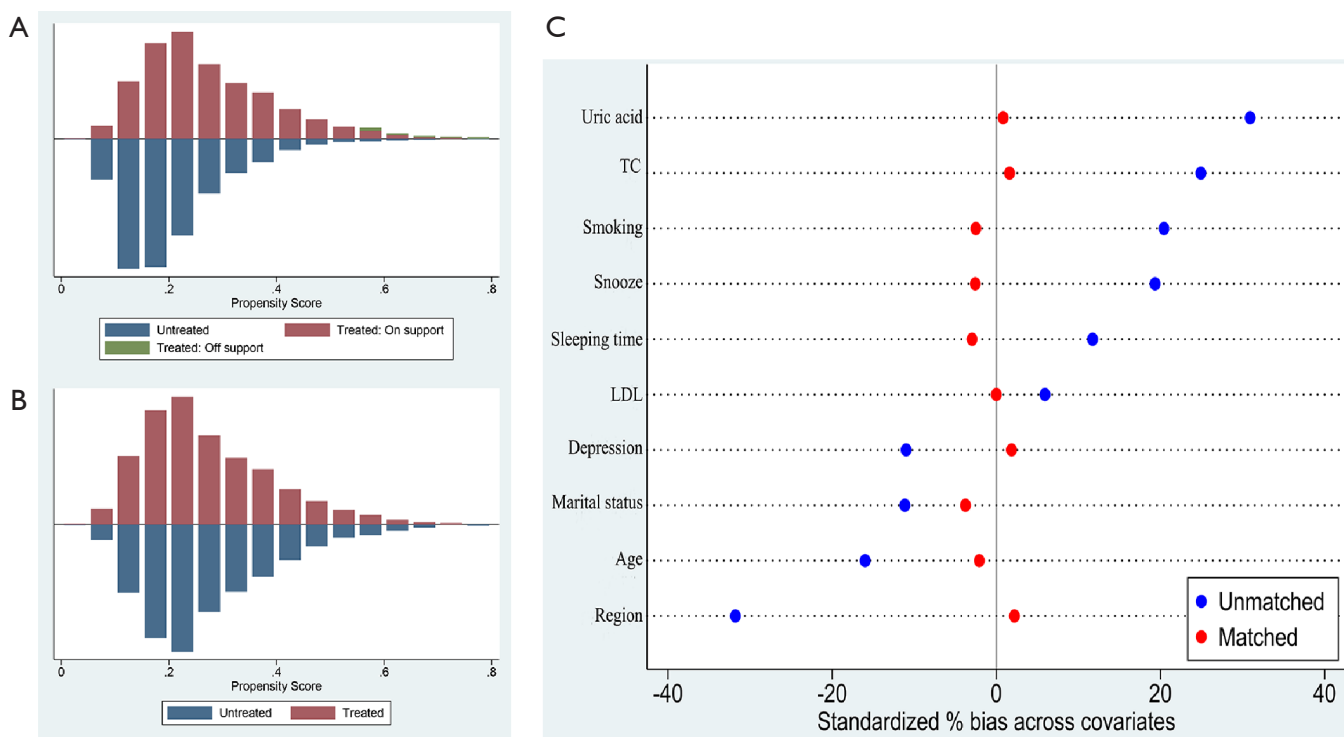 A
0 .2 .4 .6 .8
Propensity Score
Untreated Treated: On support
Treated: Off support
B
0 .2 .4 .6 .8
Propensity Score
Untreated Treated
C
Uric acid
TC
Smoking
Snooze
Sleeping time
LDL
Depression
Marital status
Age
Region
Unmatched
Matched
-40 -20 0 20 40
Standardized % bias across covariates